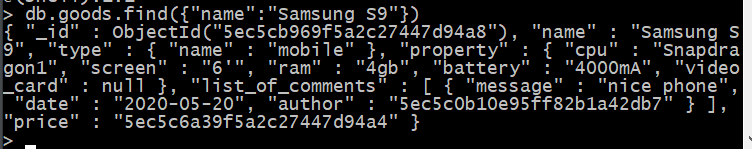 > db.goods.find({"name":"Samsung S9"})
{ "_id" : ObjectId("5ec5cb969f5a2c27447d94a8"), "name" : "Samsung S
9", "type" : { "name" : "mobile" }, "property" : { "cpu" : "Snapdra
gon1", "screen" : "6'", "ram" : "4gb", "battery" : "4000mA", "video
_card" : null }, "list_of_comments" : [ { "message" : "nice phone",
 "date" : "2020-05-20", "author" : "5ec5c0b10e95ff82b1a42db7" } ],
"price" : "5ec5c6a39f5a2c27447d94a4" }
>